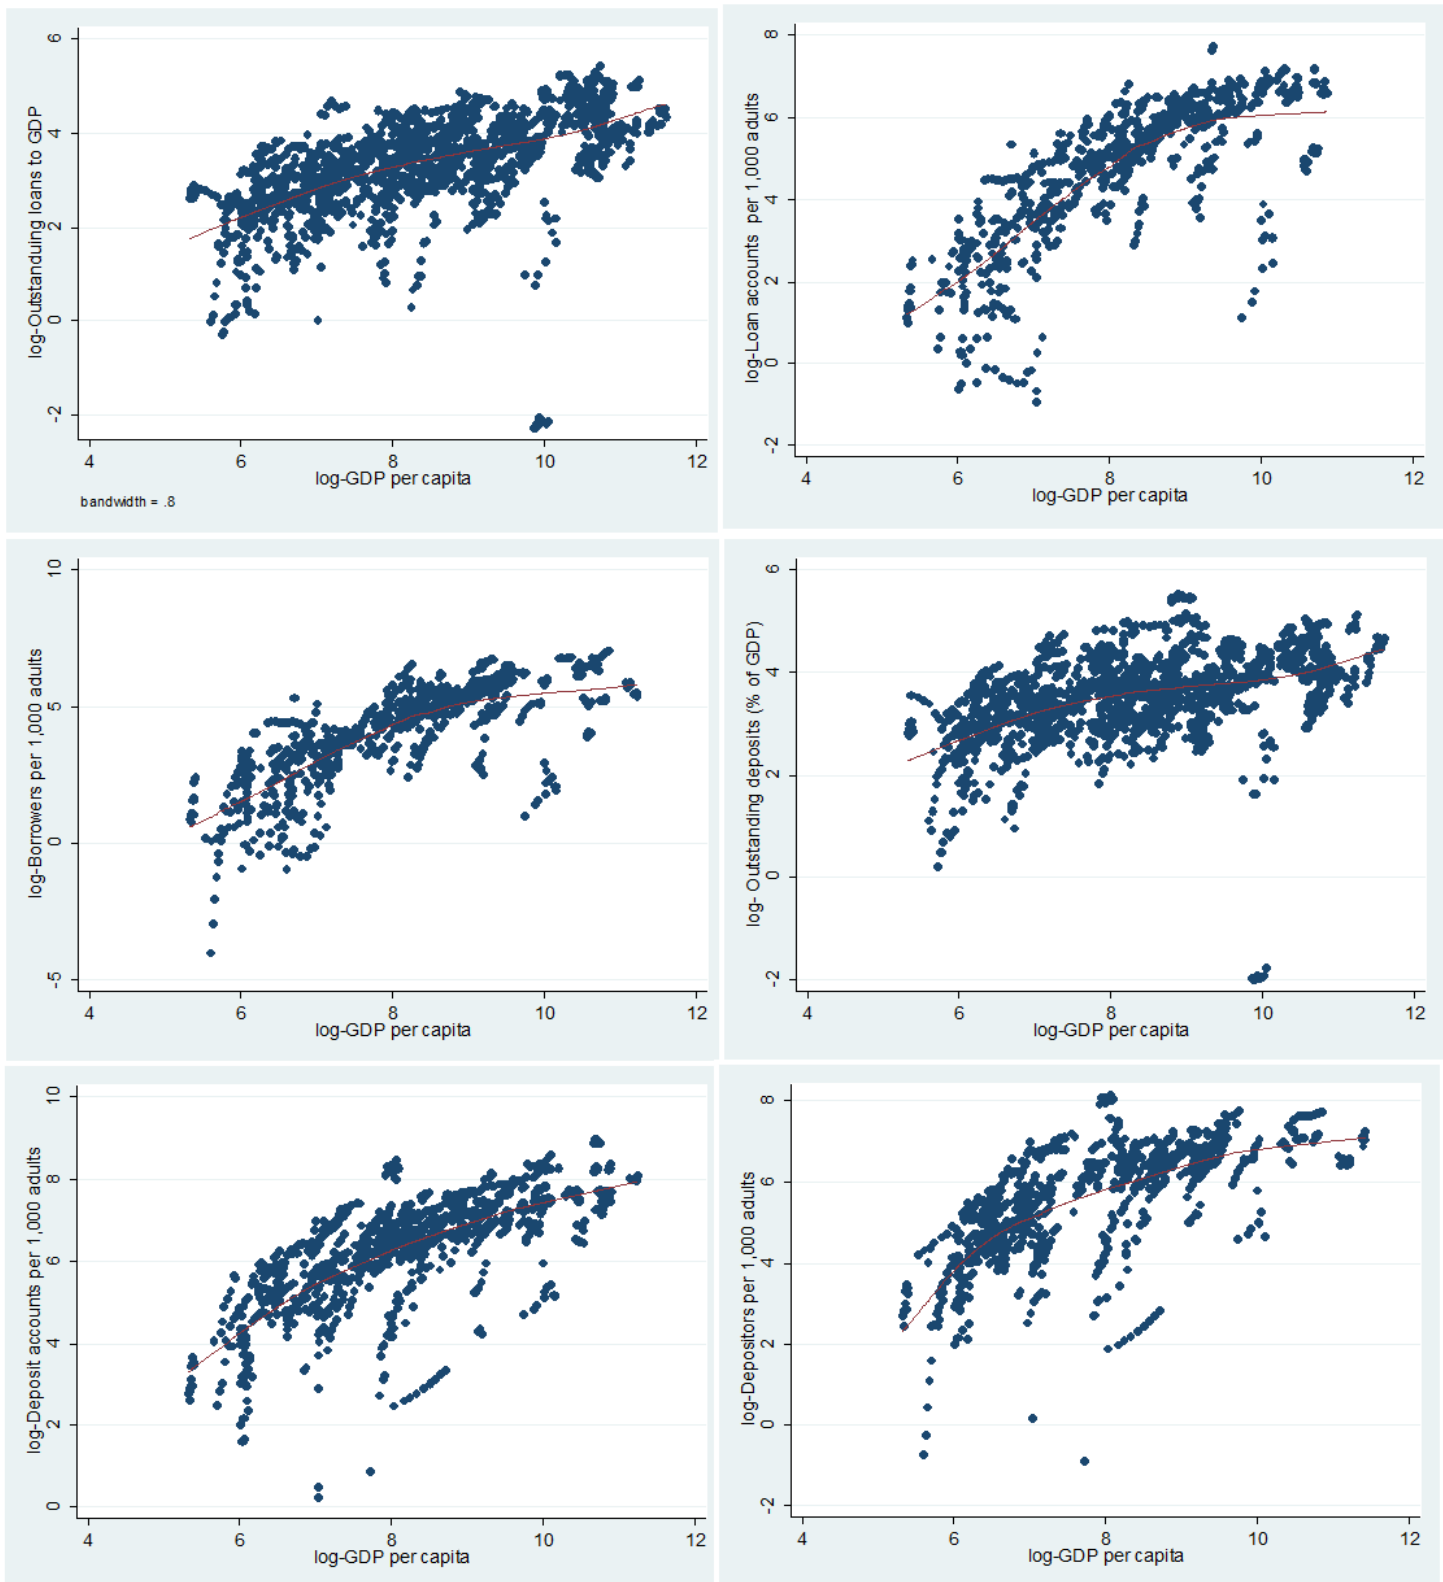 log-Outstanduing loans to GDP
6
4
2
0
-2
4 6 8 10 12
log-GDP per capita
bandwidth = .8
log-Loan accounts per 1,000 adults
8
6
4
2
0
-2
4 6 8 10 12
log-GDP per capita
log-Borrowers per 1,000 adults
10
5
0
-5
4 6 8 10 12
log-GDP per capita
log- Outstanding deposits (% of GDP)
6
4
2
0
-2
4 6 8 10 12
log-GDP per capita
log-Deposit accounts per 1,000 adults
10
8
6
4
2
0
4 6 8 10 12
log-GDP per capita
log-Depositors per 1,000 adults
8
6
4
2
0
-2
4 6 8 10 12
log-GDP per capita